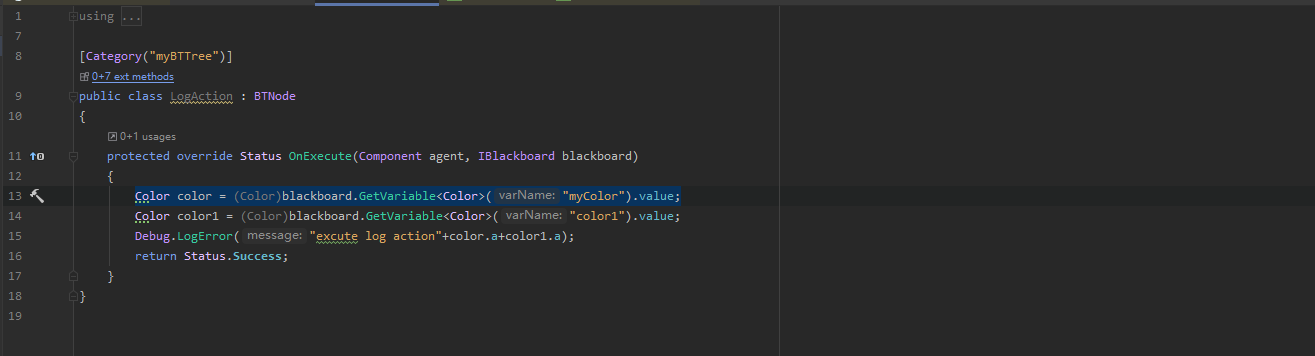 1 using ...
7
8 [Category("myBTTree")]
0+7 ext methods
9 public class LogAction : BTNode
10 {
0+1 usages
11 protected override Status OnExecute(Component agent, IBlackboard blackboard)
12 {
13 Color color = (Color)blackboard.GetVariable<Color>( varName: "myColor").value;
14 Color color1 = (Color)blackboard.GetVariable<Color>( varName: "color1").value;
15 Debug.LogError( message: "excute log action"+color.a+color1.a);
16 return Status.Success;
17 }
18 }
19